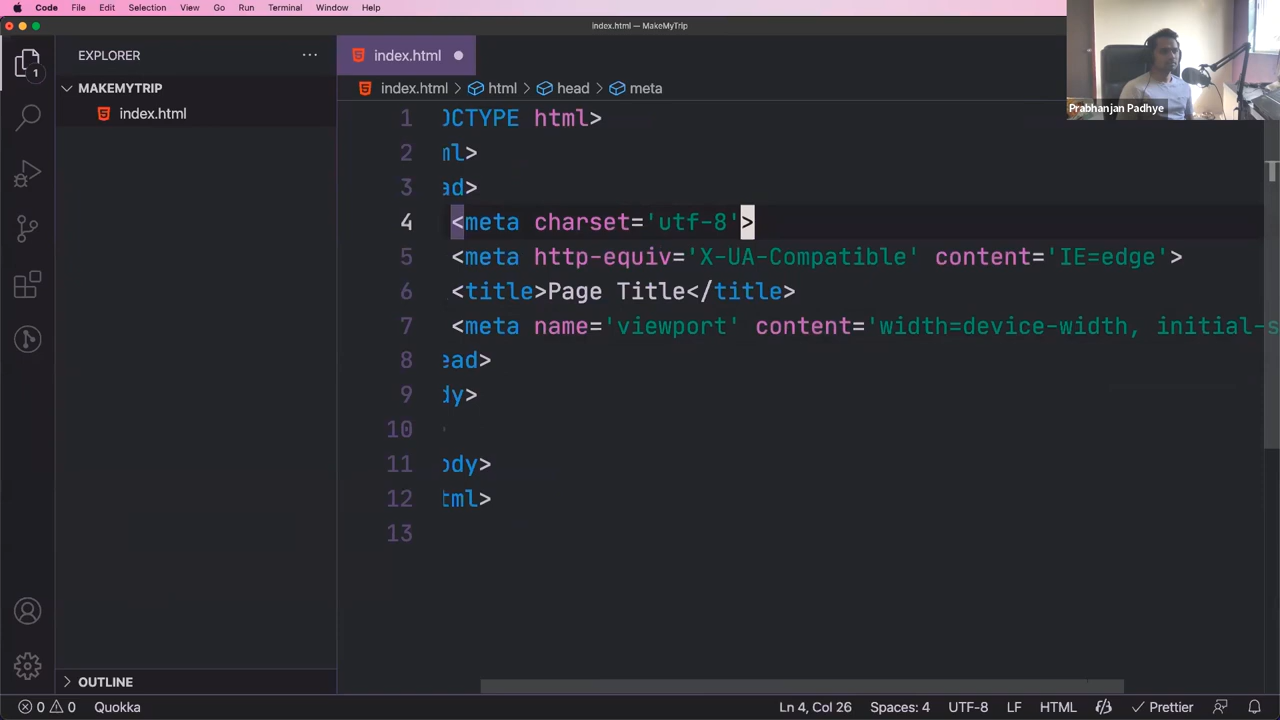 Code File Edit Selection View Go Run Terminal Window Help
index.html — MakeMyTrip
EXPLORER
index.html
MAKEMYTRIP
index.html > html > head > meta
index.html
Prabhanjan Padhye
1
1 OCTYPE html>
2 ml>
3 ad>
4 <meta charset='utf-8'>
5 <meta http-equiv='X-UA-Compatible' content='IE=edge'>
6 <title>Page Title</title>
7 <meta name='viewport' content='width=device-width, initial-s
8 ead>
9 dy>
10
11 ody>
12 tml>
13
OUTLINE
0 0 Quokka Ln 4, Col 26 Spaces: 4 UTF-8 LF HTML Prettier